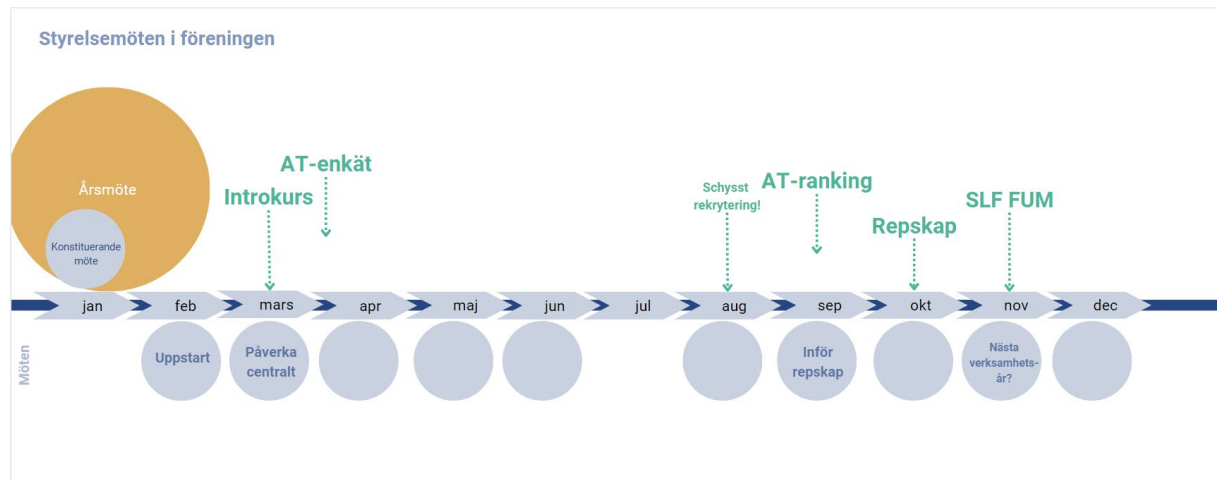 Styrelsemöten i föreningen
Årsmöte
Konstituerande
möte
Introkurs
AT-enkät
Schysst
rekrytering!
AT-ranking
Repskap
SLF FUM
jan
feb
mars
apr
maj
jun
jul
aug
sep
okt
nov
dec
Möten
Uppstart
Påverka
centralt
Inför
repskap
Nästa
verksamhets-
år?